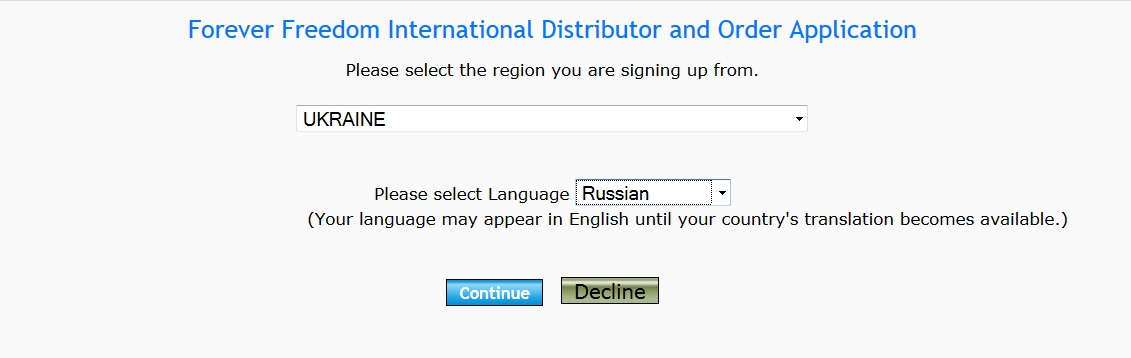 Forever Freedom International Distributor and Order Application
Please select the region you are signing up from.
UKRAINE
Please select Language Russian
(Your language may appear in English until your country's translation becomes available.)
Continue Decline